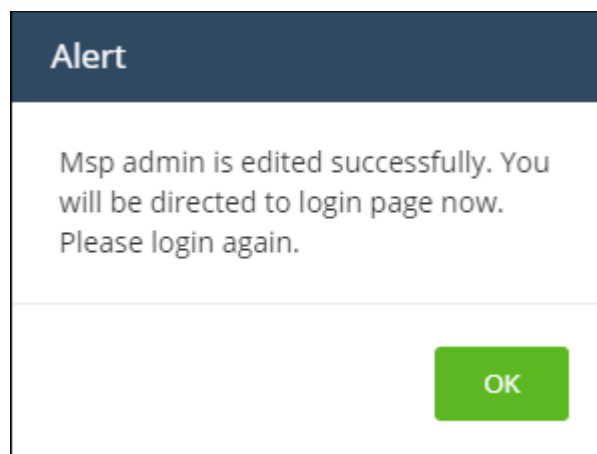 Alert
Msp admin is edited successfully. You
will be directed to login page now.
Please login again.
OK